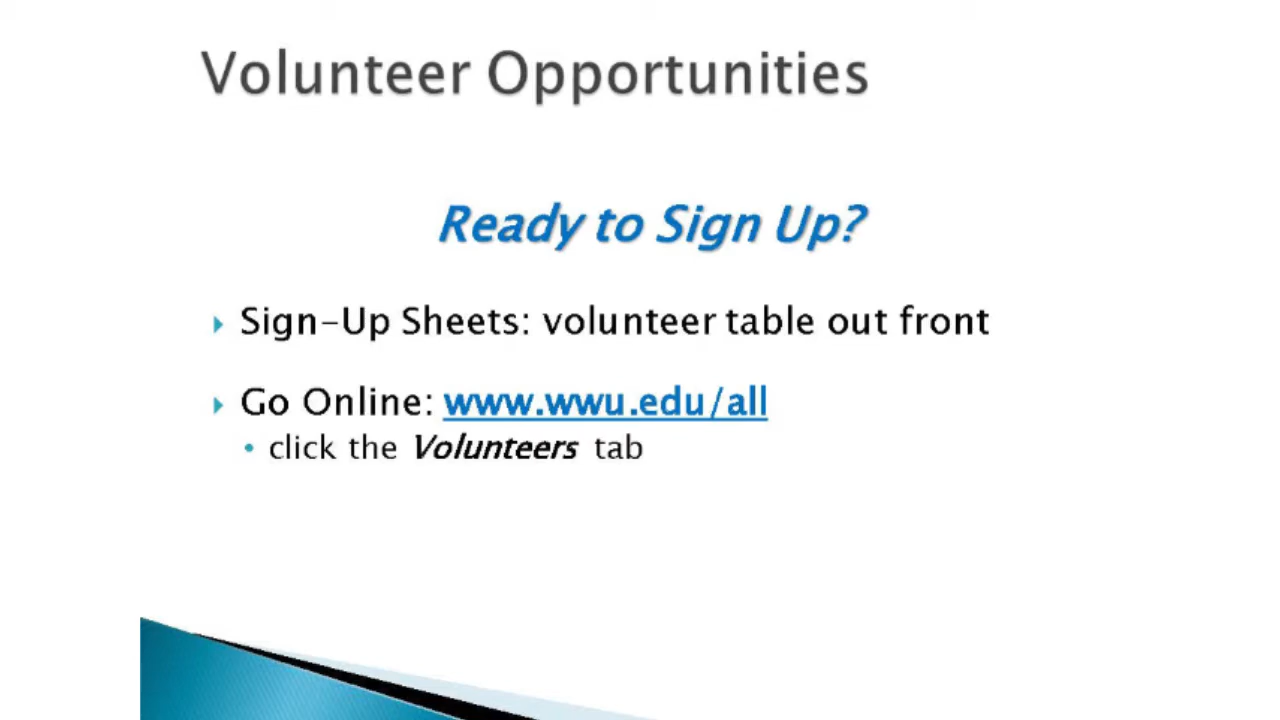 Volunteer Opportunities
Ready to Sign Up?
Sign-Up Sheets: volunteer table out front
Go Online: www.wwu.edu/all
• click the Volunteers tab